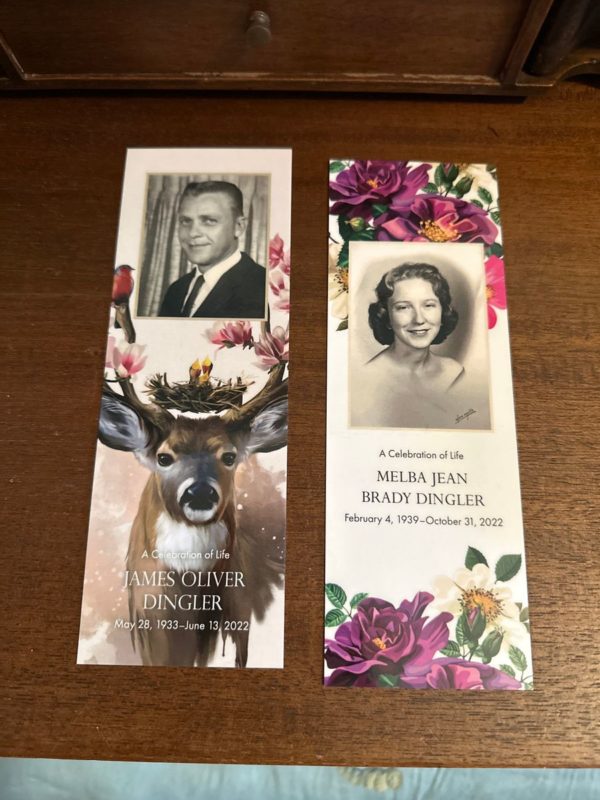 A Celebration of Life
JAMES OLIVER
DINGLER
May 28, 1933–June 13, 2022
A Celebration of Life
MELBA JEAN
BRADY DINGLER
February 4, 1939–October 31, 2022